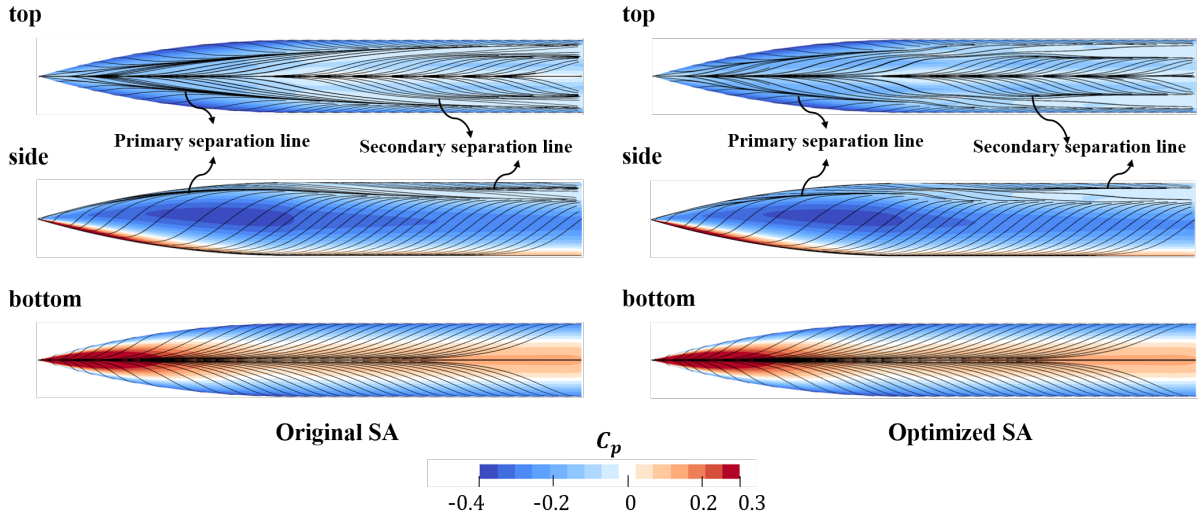 top
top
Primary separation line
Secondary separation line
Primary separation line
Secondary separation line
side
side
bottom
bottom
Original SA
Optimized SA
C_p
-0.4 -0.2 0 0.2 0.3